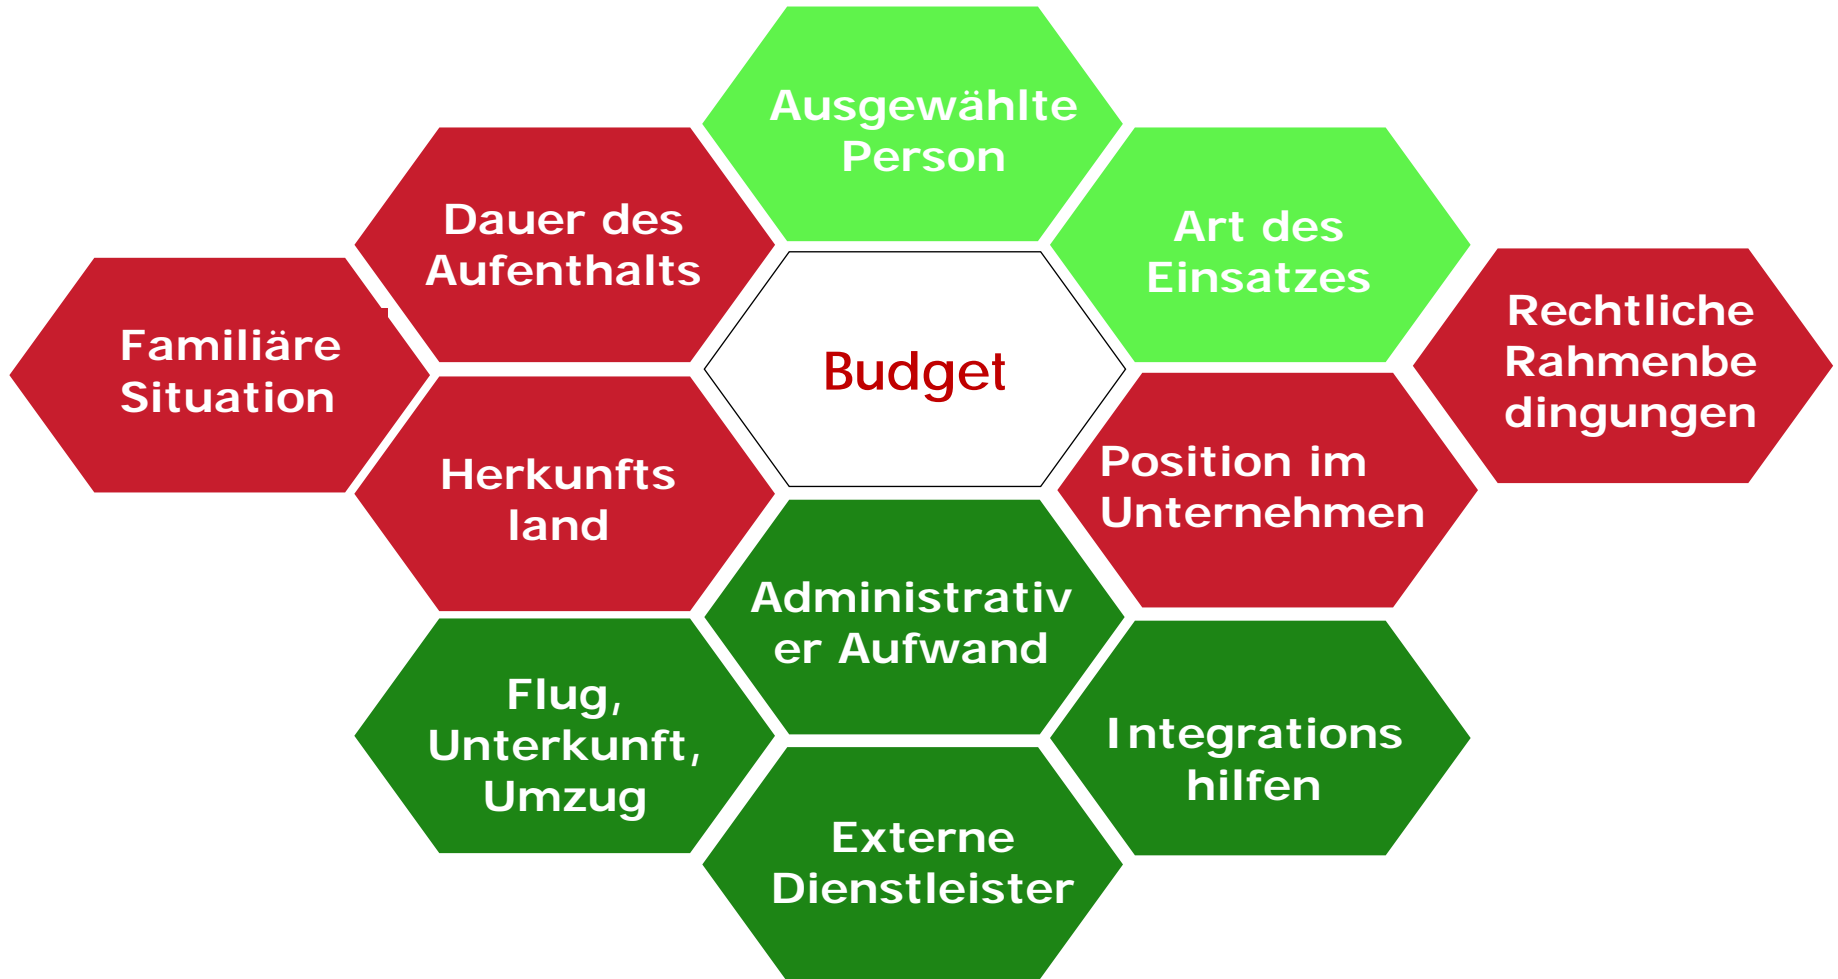 Ausgewählte
Person
Dauer des
Aufenthalts
Art des
Einsatzes
Familiäre
Situation
Budget
Rechtliche
Rahmenbe
dingungen
Herkunfts
land
Position im
Unternehmen
Administrativ
er Aufwand
Flug,
Unterkunft,
Umzug
Integrations
hilfen
Externe
Dienstleister